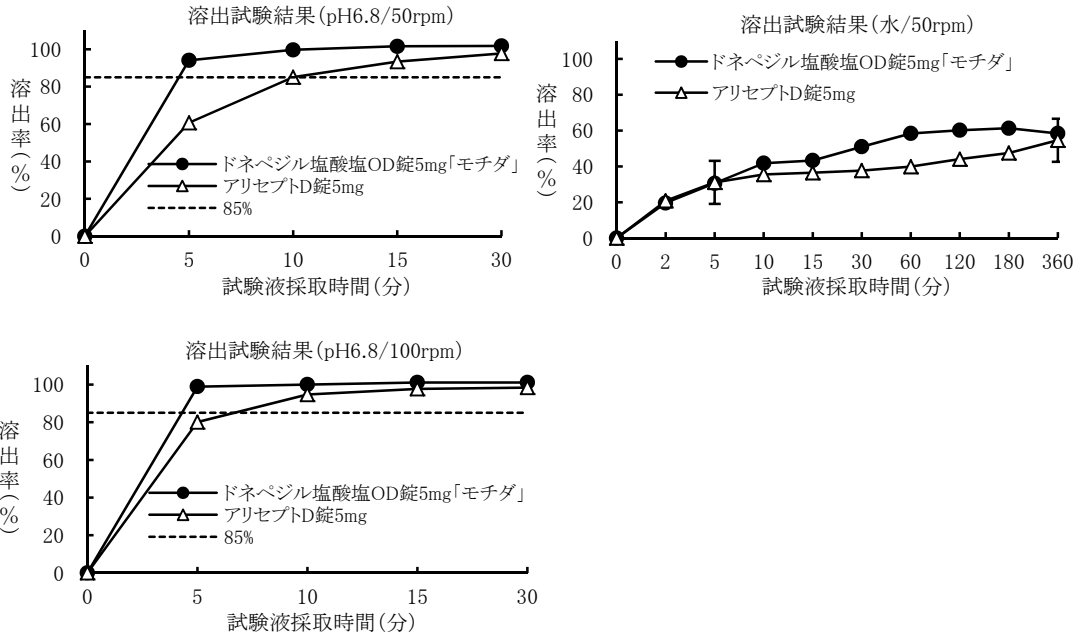 溶出試験結果(pH6.8/50rpm)
溶出率(%)
100
80
60
40
20
0
ドネペジル塩酸塩OD錠5mg「モチダ」
アリセプトD錠5mg
85%
0 5 10 15 30
試験液採取時間(分)
溶出試験結果(水/50rpm)
溶出率(%)
100
80
60
40
20
0
ドネペジル塩酸塩OD錠5mg「モチダ」
アリセプトD錠5mg
0 2 5 10 15 30 60 120 180 360
試験液採取時間(分)
溶出試験結果(pH6.8/100rpm)
溶出率(%)
100
80
60
40
20
0
ドネペジル塩酸塩OD錠5mg「モチダ」
アリセプトD錠5mg
85%
0 5 10 15 30
試験液採取時間(分)